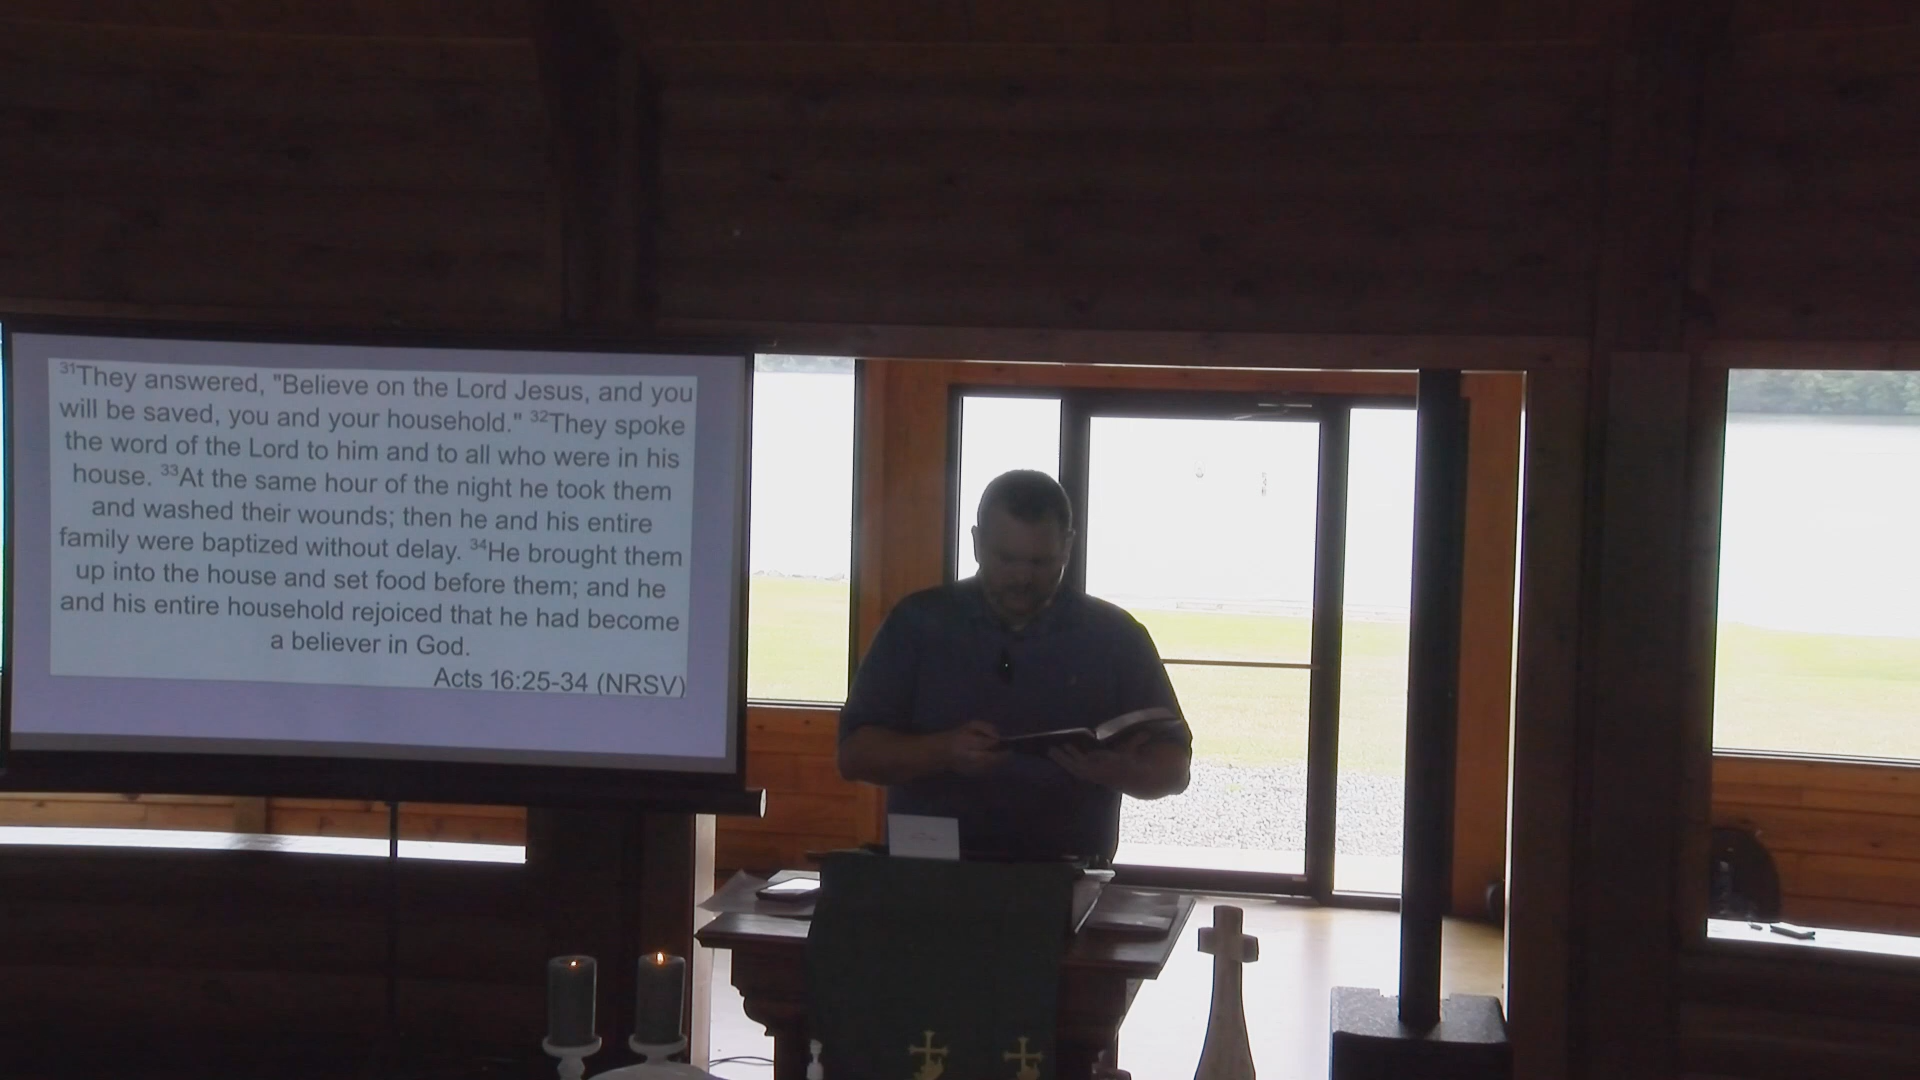 ³¹They answered, "Believe on the Lord Jesus, and you
will be saved, you and your household." ³²They spoke
the word of the Lord to him and to all who were in his
house. ³³At the same hour of the night he took them
and washed their wounds; then he and his entire
family were baptized without delay. ³⁴He brought them
up into the house and set food before them; and he
and his entire household rejoiced that he had become
a believer in God.
Acts 16:25-34 (NRSV)